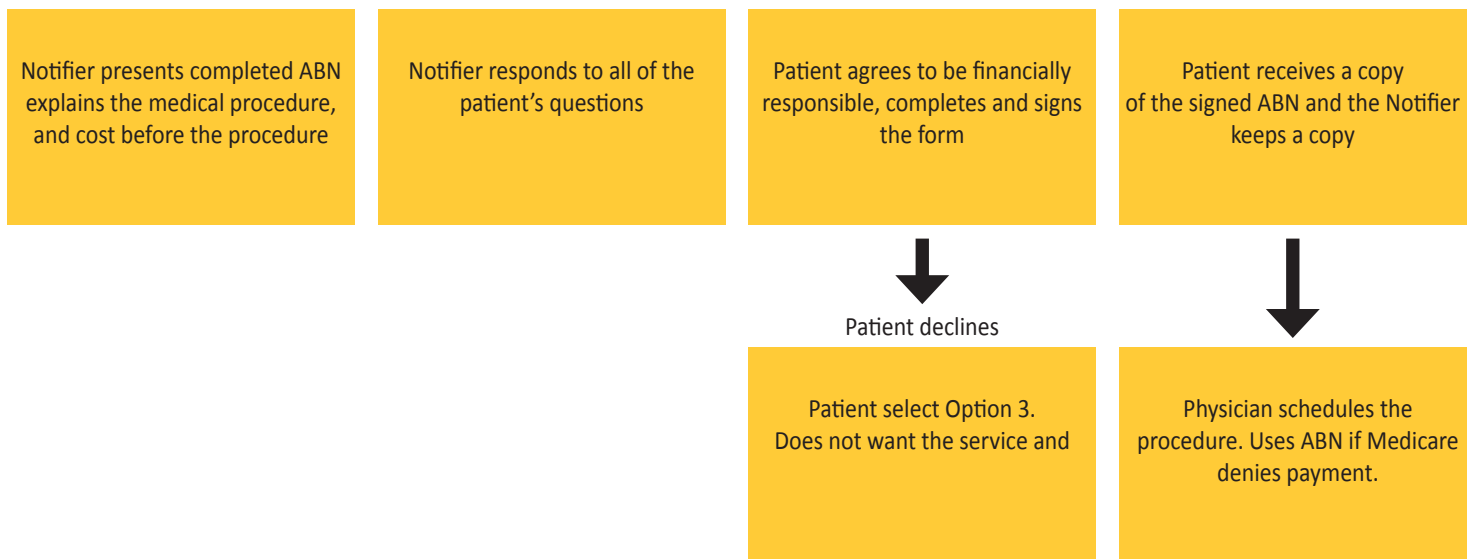 Notifier presents completed ABN
explains the medical procedure,
and cost before the procedure
Notifier responds to all of the
patient’s questions
Patient agrees to be financially
responsible, completes and signs
the form
Patient receives a copy
of the signed ABN and the Notifier
keeps a copy
Patient declines
Patient select Option 3.
Does not want the service and
Physician schedules the
procedure. Uses ABN if Medicare
denies payment.